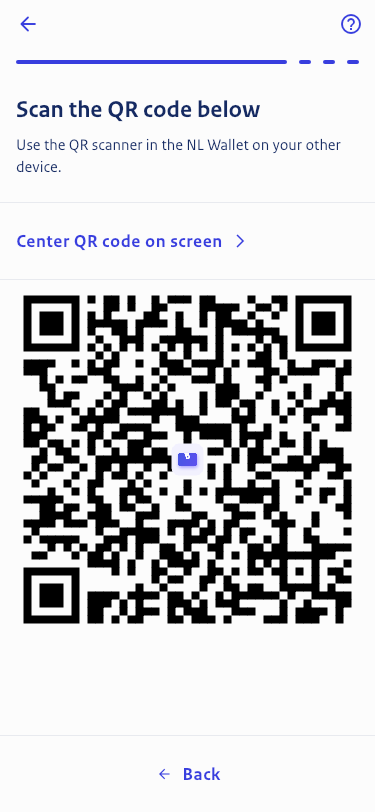 Scan the QR code below
Use the QR scanner in the NL Wallet on your other
device.
Center QR code on screen
Back